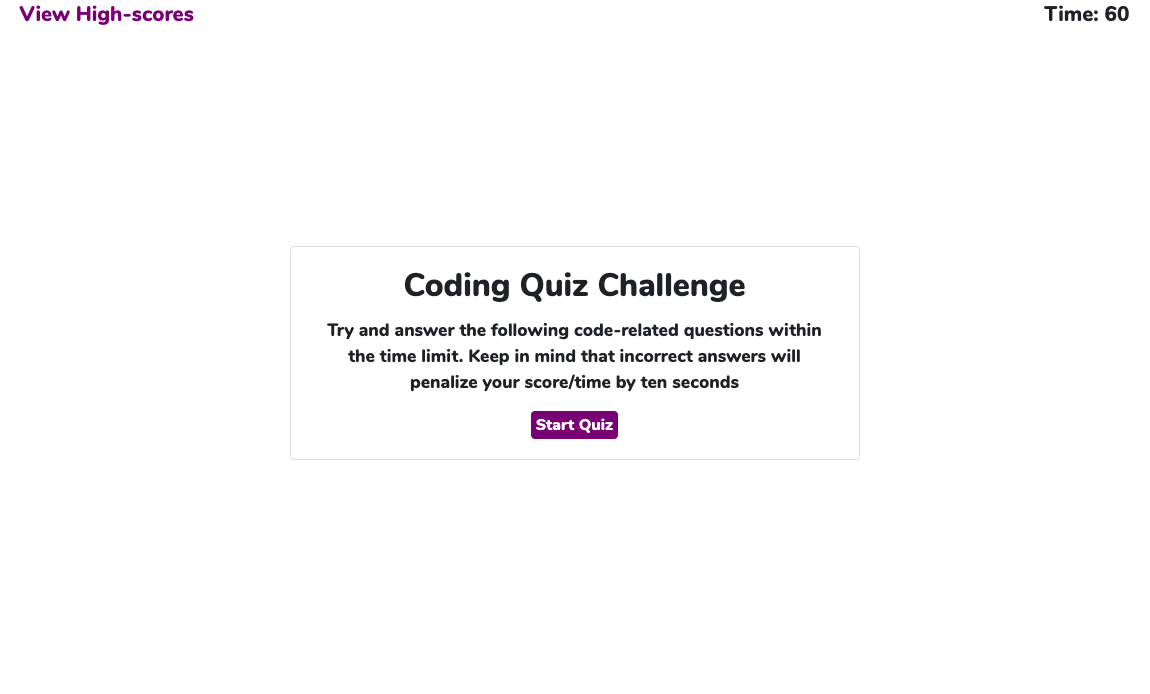 View High-scores
Time: 60
Coding Quiz Challenge
Try and answer the following code-related questions within
the time limit. Keep in mind that incorrect answers will
penalize your score/time by ten seconds
Start Quiz